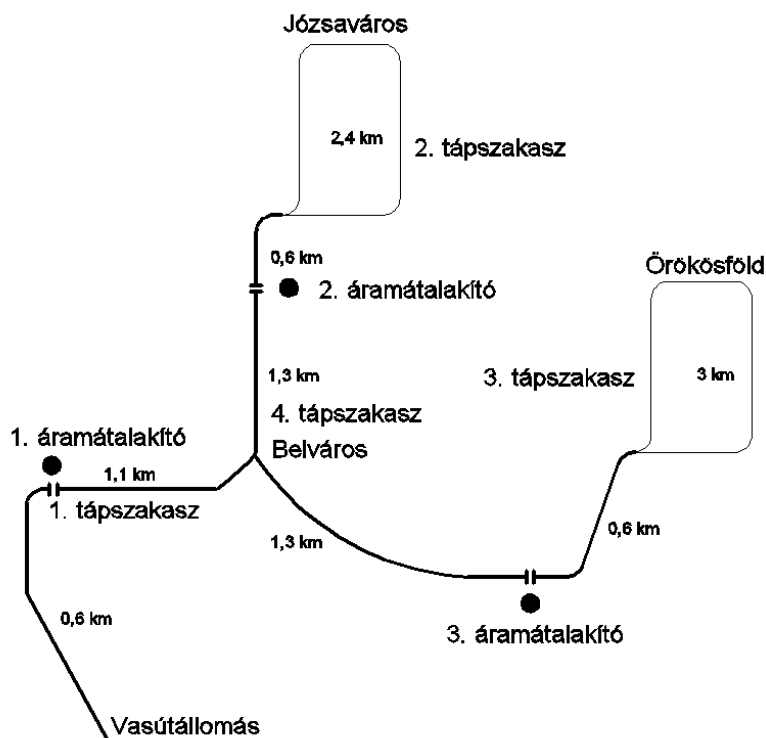 Józsaváros
2,4 km
2. tápszakasz
0,6 km
Örökösföld
2. áramátalakító
1,3 km
3. tápszakasz
3 km
4. tápszakasz
1. áramátalakító
Belváros
1,1 km
1. tápszakasz
1,3 km
0,6 km
0,6 km
3. áramátalakító
Vasútállomás